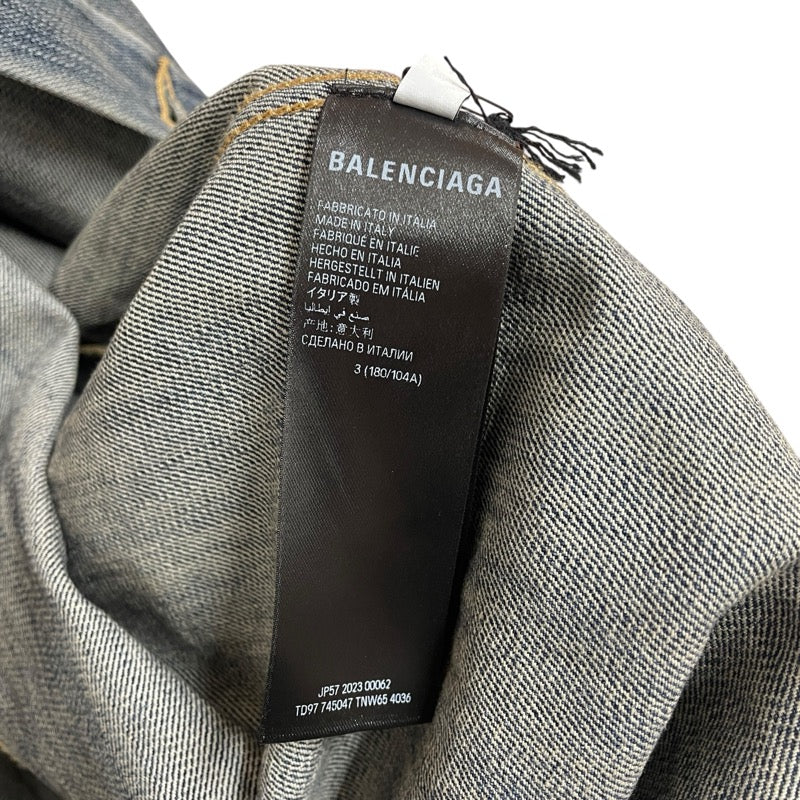 BALENCIAGA
FABBRICATO IN ITALIA
MADE IN ITALY
FABRIQUÉ EN ITALIE
HECHO EN ITALIA
HERGESTELLT IN ITALIEN
FABRICADO EM ITÁLIA
イタリア製
صنع في ايطاليا
产地:意大利
СДЕЛАНО В ИТАЛИИ
3 (180/104A)
JP57 2023 00062
TD97 745047 TNW65 4036